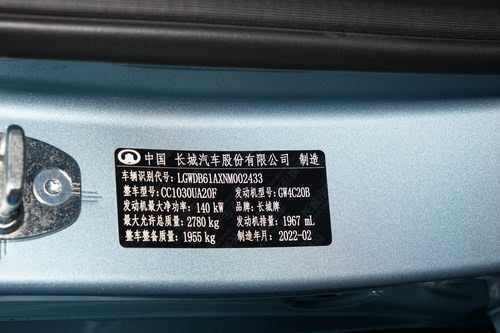 中国 长城汽车股份有限公司 制造
车辆识别代号: LGWDB61AXNM002433
整车型号: CC1030UA20F 发动机型号: GW4C20B
发动机最大净功率: 140 kW 品牌: 长城牌
最大允许总质量: 2780 kg 发动机排量: 1967 mL
整车整备质量: 1955 kg 制造年月: 2022-02